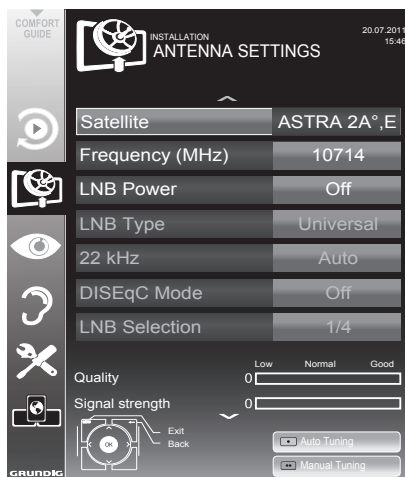 COMFORT
GUIDE
INSTALLATION
ANTENNA SETTINGS
20.07.2011
15:46
Satellite ASTRA 2A°,E
Frequency (MHz) 10714
LNB Power Off
LNB Type Universal
22 kHz Auto
DISEqC Mode Off
LNB Selection 1/4
Low Normal Good
Quality 0
Signal strength 0
Exit
OK
Back
Auto Tuning
Manual Tuning
GRUNDIG